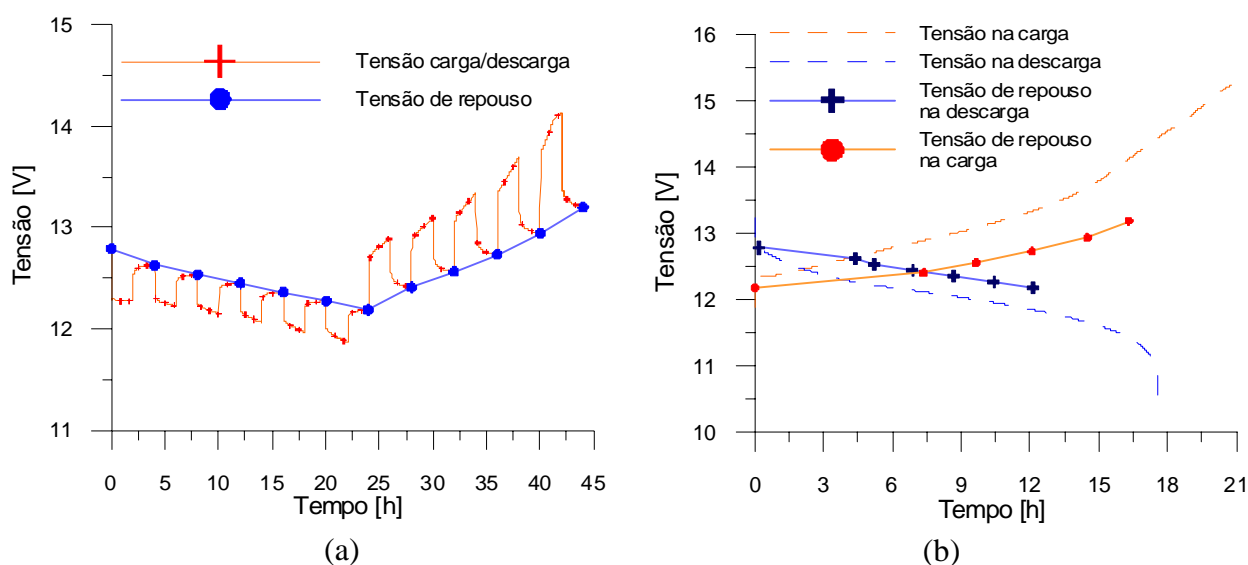 15
14
13
12
11
Tensão [V]
Tensão carga/descarga
Tensão de repouso
0 5 10 15 20 25 30 35 40 45
Tempo [h]
(a)
16
15
14
13
12
11
10
Tensão [V]
Tensão na carga
Tensão na descarga
Tensão de repouso
na descarga
Tensão de repouso
na carga
0 3 6 9 12 15 18 21
Tempo [h]
(b)